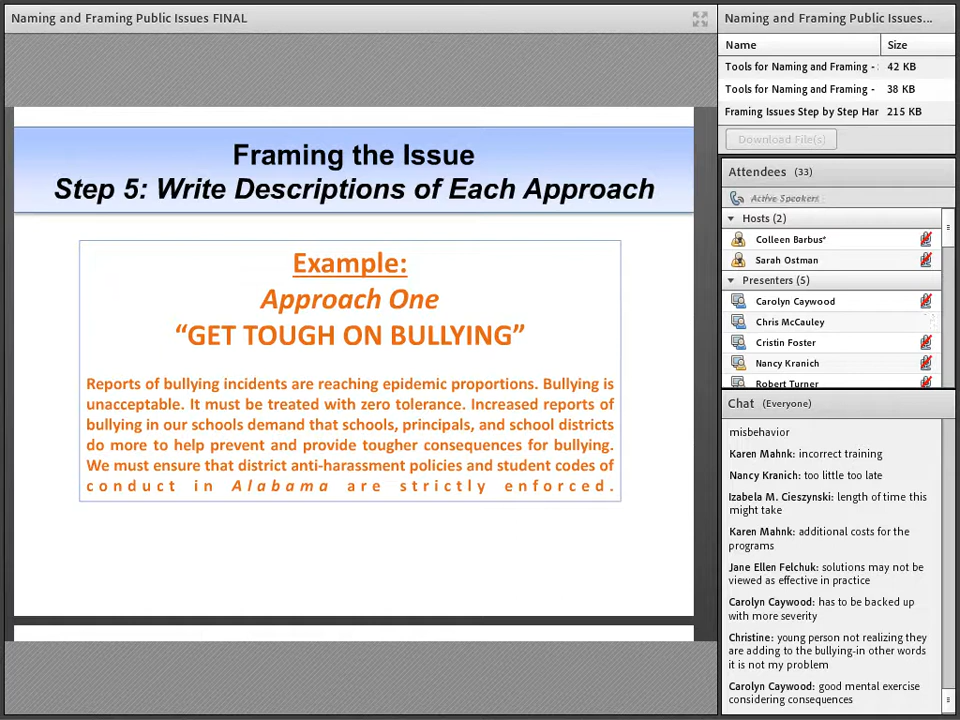 Naming and Framing Public Issues FINAL
Framing the Issue
Step 5: Write Descriptions of Each Approach
Example:
Approach One
“GET TOUGH ON BULLYING”
Reports of bullying incidents are reaching epidemic proportions. Bullying is
unacceptable. It must be treated with zero tolerance. Increased reports of
bullying in our schools demand that schools, principals, and school districts
do more to help prevent and provide tougher consequences for bullying.
We must ensure that district anti-harassment policies and student codes of
conduct in Alabama are strictly enforced.
Naming and Framing Public Issues...
Name Size
Tools for Naming and Framing - 42 KB
Tools for Naming and Framing - 38 KB
Framing Issues Step by Step Har 215 KB
Download File(s)
Attendees (33)
Active Speakers
Hosts (2)
Colleen Barbus*
Sarah Ostman
Presenters (5)
Carolyn Caywood
Chris McCauley
Cristin Foster
Nancy Kranich
Robert Turner
Chat (Everyone)
misbehavior
Karen Mahnk: incorrect training
Nancy Kranich: too little too late
Izabela M. Cieszynski: length of time this
might take
Karen Mahnk: additional costs for the
programs
Jane Ellen Felchuk: solutions may not be
viewed as effective in practice
Carolyn Caywood: has to be backed up
with more severity
Christine: young person not realizing they
are adding to the bullying-in other words
it is not my problem
Carolyn Caywood: good mental exercise
considering consequences